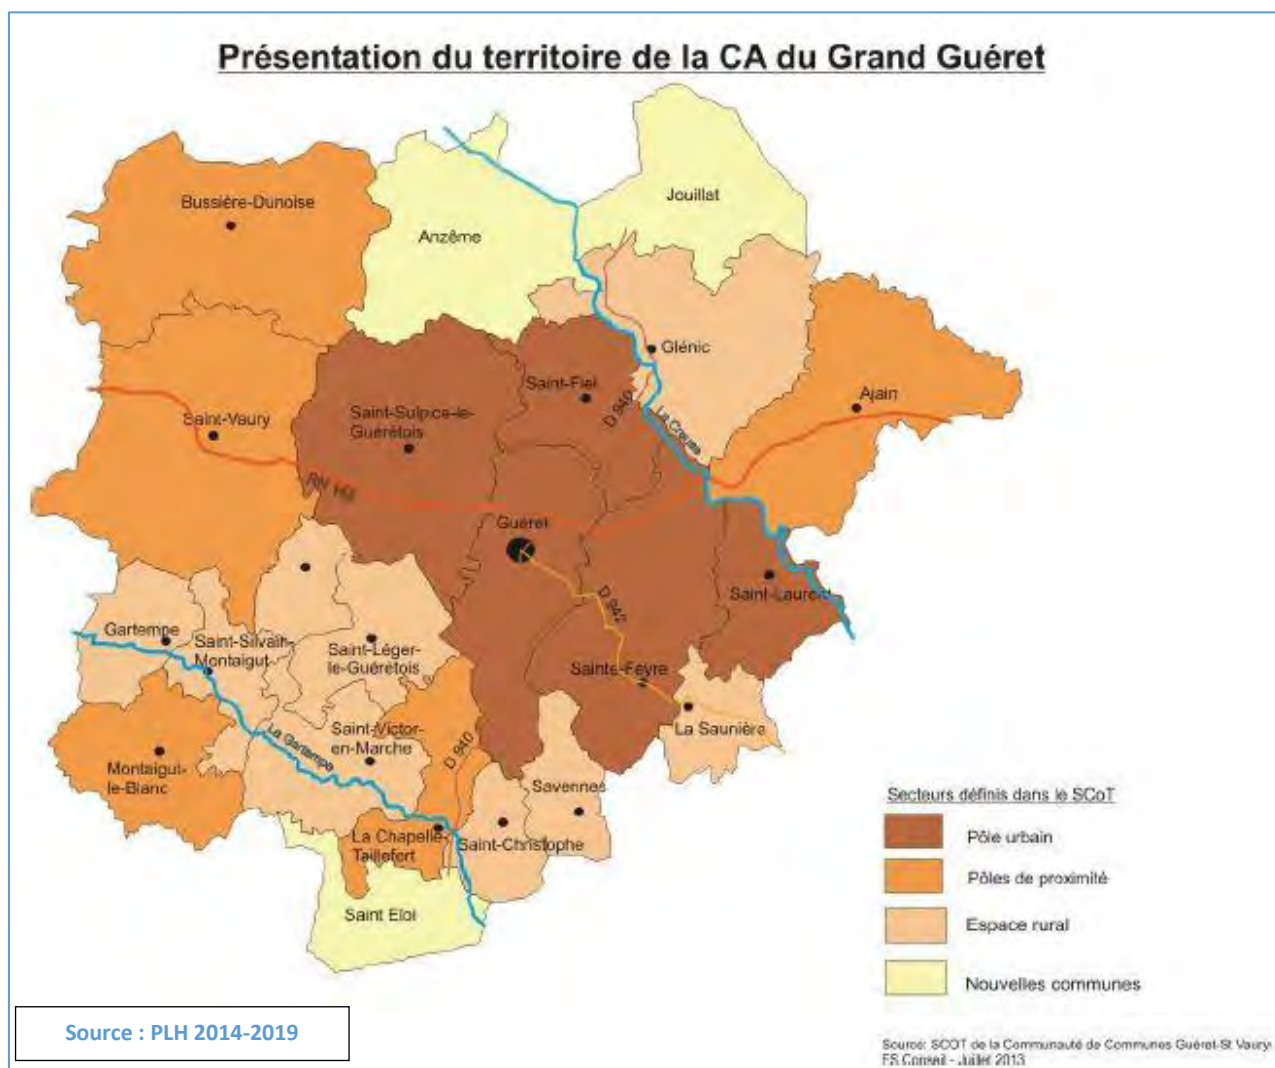 Présentation du territoire de la CA du Grand Guéret
Jouillat
Bussière-Dunoise
Anzême
Glénic
Saint-Fiel
Ajain
Saint-Sulpice-le-
Guérétois
D 940
La Creuse
Saint-Vaury
RN 145
Guéret
D 942
Saint-Laurent
Gartempe
Saint-Silvain-
Montaigut
Saint-Léger-
le-Guérétois
Sainte-Feyre
La Saunière
Saint-Victor-
en-Marche
La Gartempe
D 940
Montaigut-
le-Blanc
Savennes
La Chapelle-
Taillefert
Saint-Christophe
Saint Eloi
Secteurs définis dans le SCoT
Pôle urbain
Pôles de proximité
Espace rural
Nouvelles communes
Source : PLH 2014-2019
Source: SCOT de la Communauté de Communes Guéret-St Vaury
FS Conseil - Juillet 2013